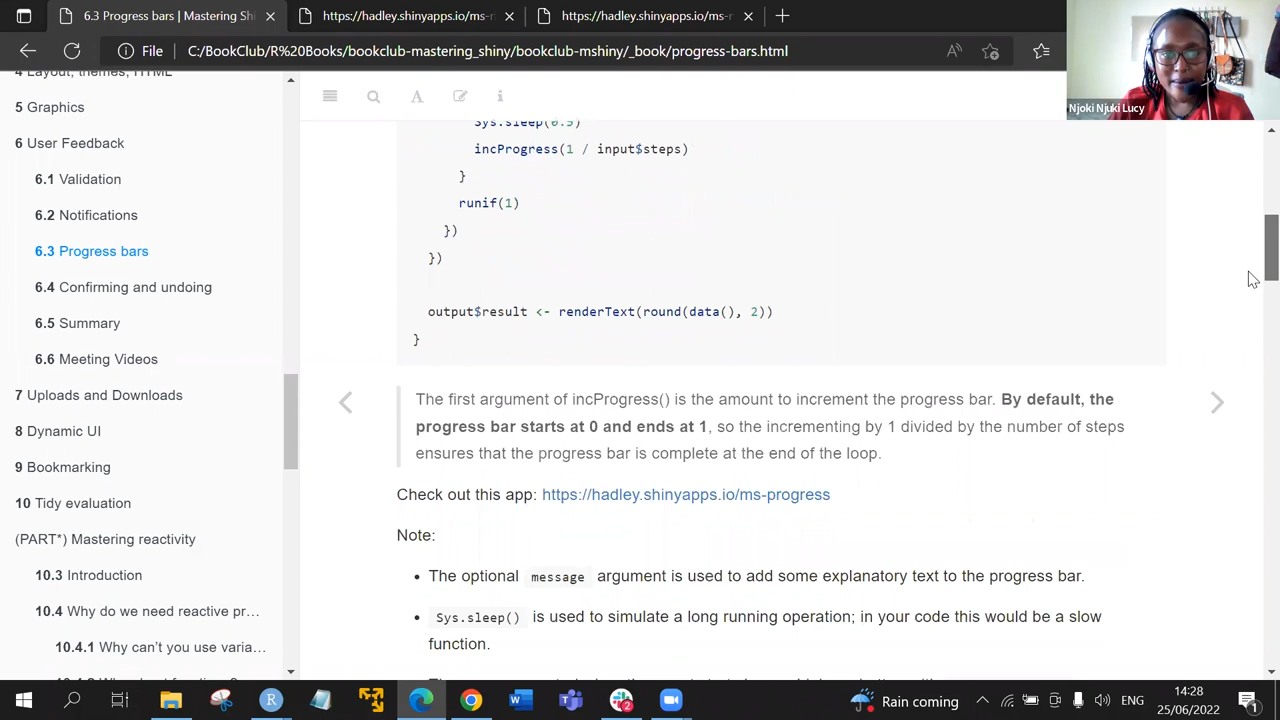 6.3 Progress bars | Mastering Shi
https://hadley.shinyapps.io/ms-r
https://hadley.shinyapps.io/ms-r
File
C:/BookClub/R%20Books/bookclub-mastering_shiny/bookclub-mshiny/_book/progress-bars.html
Njoki Njuki Lucy
4 Layout, themes, HTML
5 Graphics
6 User Feedback
6.1 Validation
6.2 Notifications
6.3 Progress bars
6.4 Confirming and undoing
6.5 Summary
6.6 Meeting Videos
7 Uploads and Downloads
8 Dynamic UI
9 Bookmarking
10 Tidy evaluation
(PART*) Mastering reactivity
10.3 Introduction
10.4 Why do we need reactive pr…
10.4.1 Why can't you use varia…
Sys.sleep(0.5)
incProgress(1 / input$steps)
}
runif(1)
})
})
output$result <- renderText(round(data(), 2))
}
The first argument of incProgress() is the amount to increment the progress bar. By default, the
progress bar starts at 0 and ends at 1, so the incrementing by 1 divided by the number of steps
ensures that the progress bar is complete at the end of the loop.
Check out this app: https://hadley.shinyapps.io/ms-progress
Note:
• The optional message argument is used to add some explanatory text to the progress bar.
• Sys.sleep() is used to simulate a long running operation; in your code this would be a slow
function.
Rain coming
ENG
14:28
25/06/2022